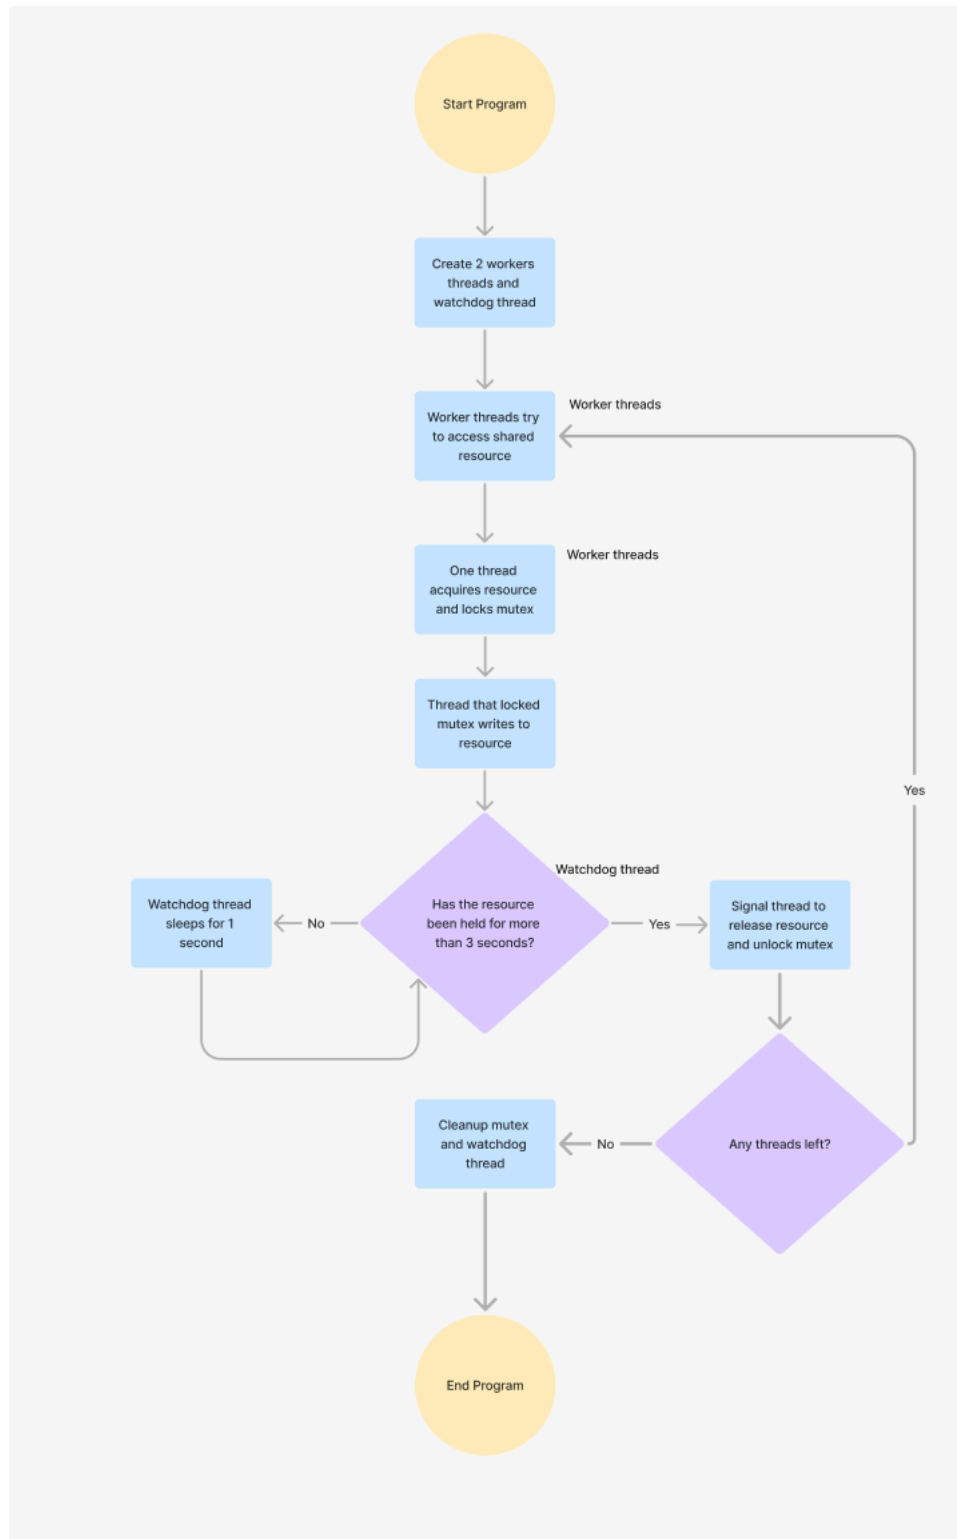 Start Program
Create 2 workers
threads and
watchdog thread
Worker threads
Worker threads try
to access shared
resource
Worker threads
One thread
acquires resource
and locks mutex
Thread that locked
mutex writes to
resource
Yes
Watchdog thread
Watchdog thread
sleeps for 1
second
No
Has the resource
been held for more
than 3 seconds?
Yes
Signal thread to
release resource
and unlock mutex
Cleanup mutex
and watchdog
thread
No
Any threads left?
End Program